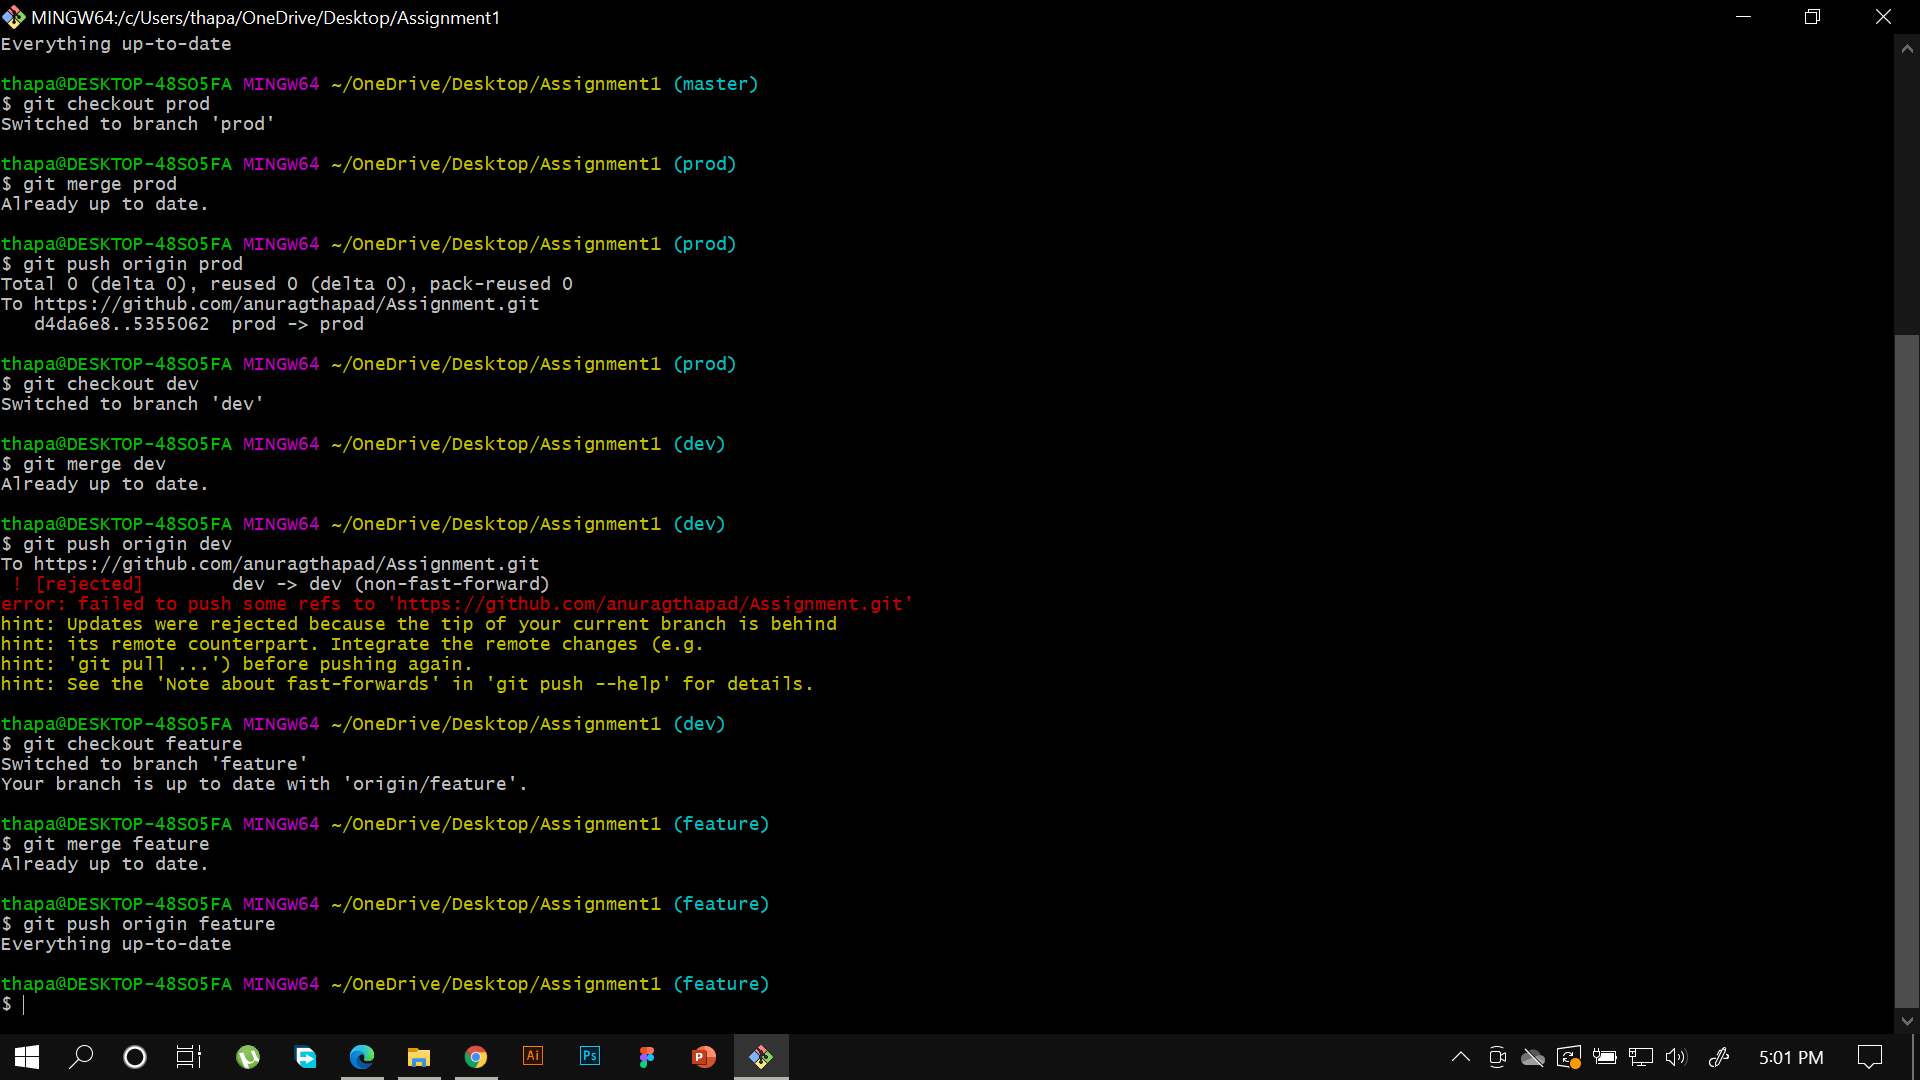 MINGW64:/c/Users/thapa/OneDrive/Desktop/Assignment1
Everything up-to-date
thapa@DESKTOP-48SO5FA MINGW64 ~/OneDrive/Desktop/Assignment1 (master)
$ git checkout prod
Switched to branch 'prod'
thapa@DESKTOP-48SO5FA MINGW64 ~/OneDrive/Desktop/Assignment1 (prod)
$ git merge prod
Already up to date.
thapa@DESKTOP-48SO5FA MINGW64 ~/OneDrive/Desktop/Assignment1 (prod)
$ git push origin prod
Total 0 (delta 0), reused 0 (delta 0), pack-reused 0
To https://github.com/anuragthapad/Assignment.git
   d4da6e8..5355062  prod -> prod
thapa@DESKTOP-48SO5FA MINGW64 ~/OneDrive/Desktop/Assignment1 (prod)
$ git checkout dev
Switched to branch 'dev'
thapa@DESKTOP-48SO5FA MINGW64 ~/OneDrive/Desktop/Assignment1 (dev)
$ git merge dev
Already up to date.
thapa@DESKTOP-48SO5FA MINGW64 ~/OneDrive/Desktop/Assignment1 (dev)
$ git push origin dev
To https://github.com/anuragthapad/Assignment.git
 ! [rejected]        dev -> dev (non-fast-forward)
error: failed to push some refs to 'https://github.com/anuragthapad/Assignment.git'
hint: Updates were rejected because the tip of your current branch is behind
hint: its remote counterpart. Integrate the remote changes (e.g.
hint: 'git pull ...') before pushing again.
hint: See the 'Note about fast-forwards' in 'git push --help' for details.
thapa@DESKTOP-48SO5FA MINGW64 ~/OneDrive/Desktop/Assignment1 (dev)
$ git checkout feature
Switched to branch 'feature'
Your branch is up to date with 'origin/feature'.
thapa@DESKTOP-48SO5FA MINGW64 ~/OneDrive/Desktop/Assignment1 (feature)
$ git merge feature
Already up to date.
thapa@DESKTOP-48SO5FA MINGW64 ~/OneDrive/Desktop/Assignment1 (feature)
$ git push origin feature
Everything up-to-date
thapa@DESKTOP-48SO5FA MINGW64 ~/OneDrive/Desktop/Assignment1 (feature)
$
Ai Ps P 5:01 PM